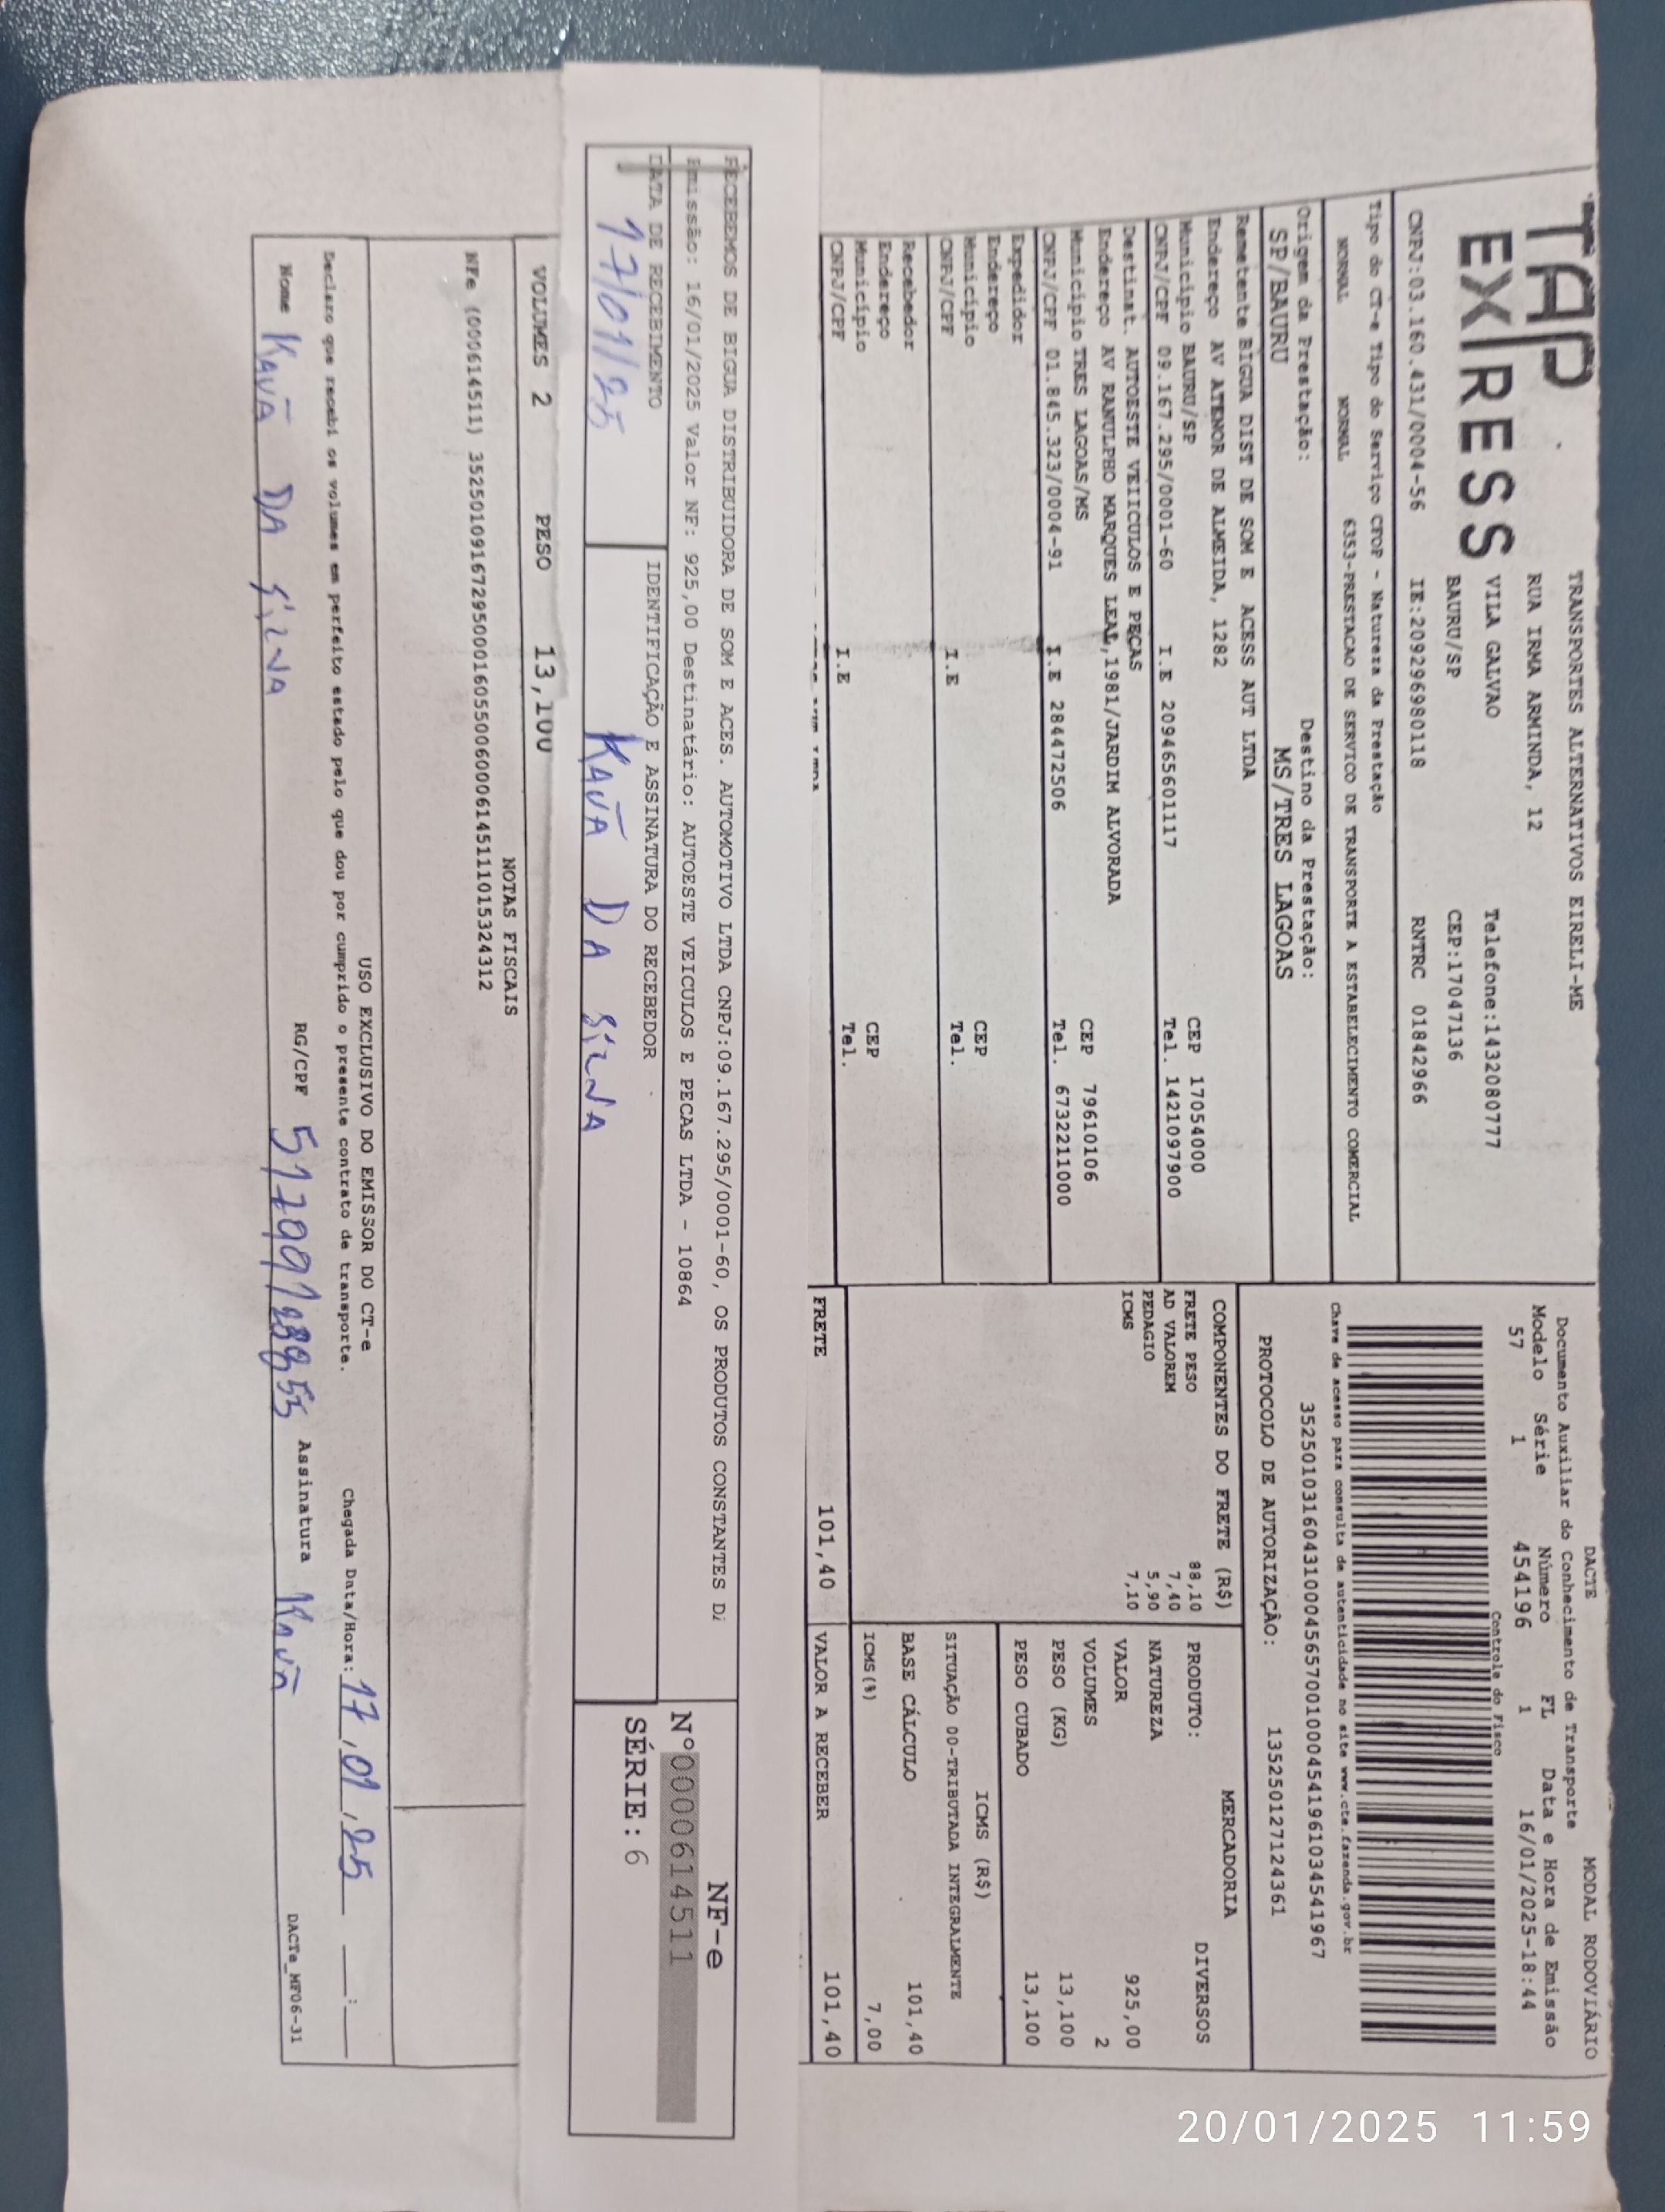 TAP
EXPRESS
TRANSPORTES ALTERNATIVOS EIRELI-ME
RUA IRMA ARMINDA, 12
VILA GALVAO Telefone:1432080777
BAURU/SP CEP:17047136
CNPJ:03.160.431/0004-56 IE:209296980118 RNTRC 01842966
Tipo do CT-e Tipo do Serviço CFOP - Natureza da Prestação
NORMAL NORMAL 6353-PRESTACAO DE SERVICO DE TRANSPORTE A ESTABELECIMENTO COMERCIAL
Origem da Prestação: Destino da Prestação:
SP/BAURU MS/TRES LAGOAS
Remetente BIGUA DIST DE SOM E ACESS AUT LTDA
Endereço AV ATENOR DE ALMEIDA, 1282
Município BAURU/SP CEP 17054000
CNPJ/CPF 09.167.295/0001-60 I.E 209465601117 Tel. 1421097900
Destinat. AUTOESTE VEIICULOS E PEÇAS
Endereço AV RANULPHO MARQUES LEAL,1981/JARDIM ALVORADA
Município TRES LAGOAS/MS CEP 79610106
CNPJ/CPF 01.845.323/0004-91 I.E 284472506 Tel. 6732211000
Expedidor
Endereço
Município CEP
CNPJ/CPF I.E Tel.
Recebedor
Endereço
Município CEP
CNPJ/CPF I.E Tel.
DACTE MODAL RODOVIÁRIO
Documento Auxiliar do Conhecimento de Transporte
Modelo Série Número FL Data e Hora de Emissão
57 1 454196 1 16/01/2025-18:44
Controle do Fisco
Chave de acesso para consulta de autenticidade no site www.cte.fazenda.gov.br
35250103160431000456570010004541961034541967
PROTOCOLO DE AUTORIZAÇÃO: 135250127124361
COMPONENTES DO FRETE (R$)
FRETE PESO 88,10
AD VALOREM 7,40
PEDAGIO 5,90
ICMS 7,10
MERCADORIA
PRODUTO: DIVERSOS
NATUREZA
VALOR 925,00
VOLUMES 2
PESO (KG) 13,100
PESO CUBADO 13,100
ICMS (R$)
SITUAÇÃO 00-TRIBUTADA INTEGRALMENTE
BASE CÁLCULO 101,40
ICMS(%) 7,00
FRETE 101,40 VALOR A RECEBER 101,40
RECEBEMOS DE BIGUA DISTRIBUIDORA DE SOM E ACES. AUTOMOTIVO LTDA CNPJ:09.167.295/0001-60, OS PRODUTOS CONSTANTES DA
Emissão: 16/01/2025 Valor NF: 925,00 Destinatário: AUTOESTE VEICULOS E PECAS LTDA - 10864
DATA DE RECEBIMENTO IDENTIFICAÇÃO E ASSINATURA DO RECEBEDOR
17/01/25 KAUÃ DA SILVA
NF-e
Nº000614511
SÉRIE: 6
VOLUMES 2 PESO 13,100
NOTAS FISCAIS
NFe (000614511) 35250109167295000160550060006145111015324312
USO EXCLUSIVO DO EMISSOR DO CT-e
Declaro que recebi os volumes em perfeito estado pelo que dou por cumprido o presente contrato de transporte. Chegada Data/Hora: 17,01,25 __:__
Nome KAUÃ DA SILVA RG/CPF Assinatura KAUÃ DACTe_MF06-31
20/01/2025 11:59